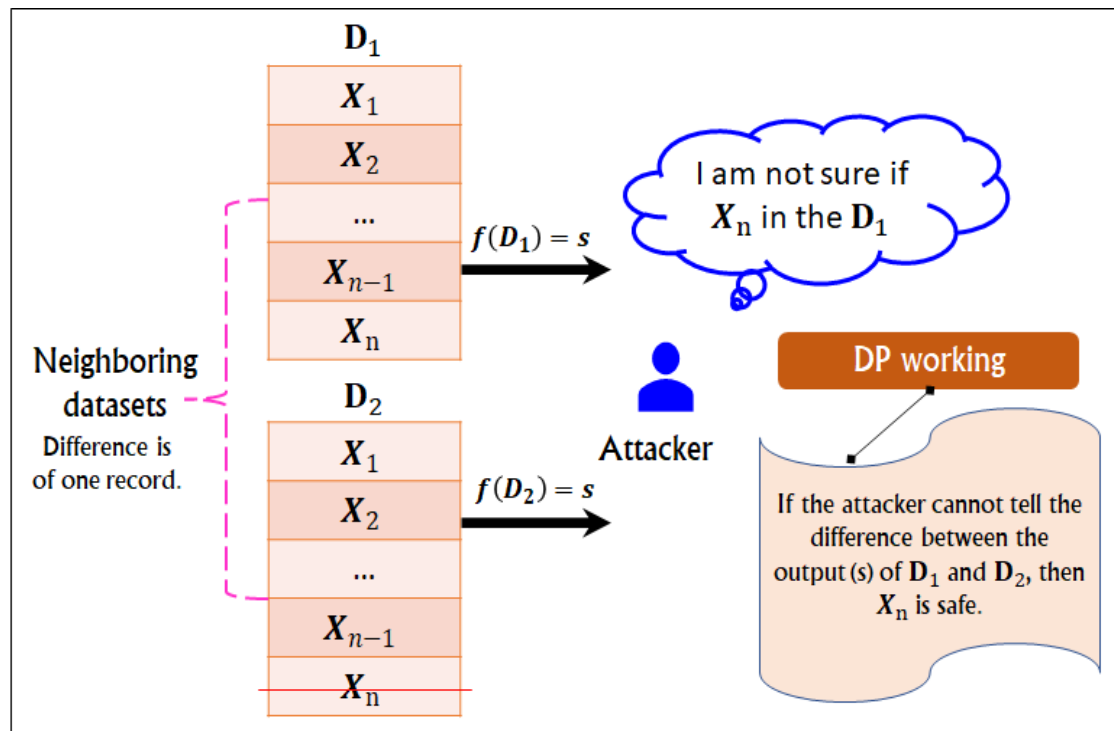 D₁
X₁
X₂
...
Xₙ₋₁
Xₙ
f(D₁) = s
I am not sure if
Xₙ in the D₁
Neighboring
datasets
Difference is
of one record.
D₂
X₁
X₂
...
Xₙ₋₁
Xₙ
f(D₂) = s
Attacker
DP working
If the attacker cannot tell the
difference between the
output (s) of D₁ and D₂, then
Xₙ is safe.